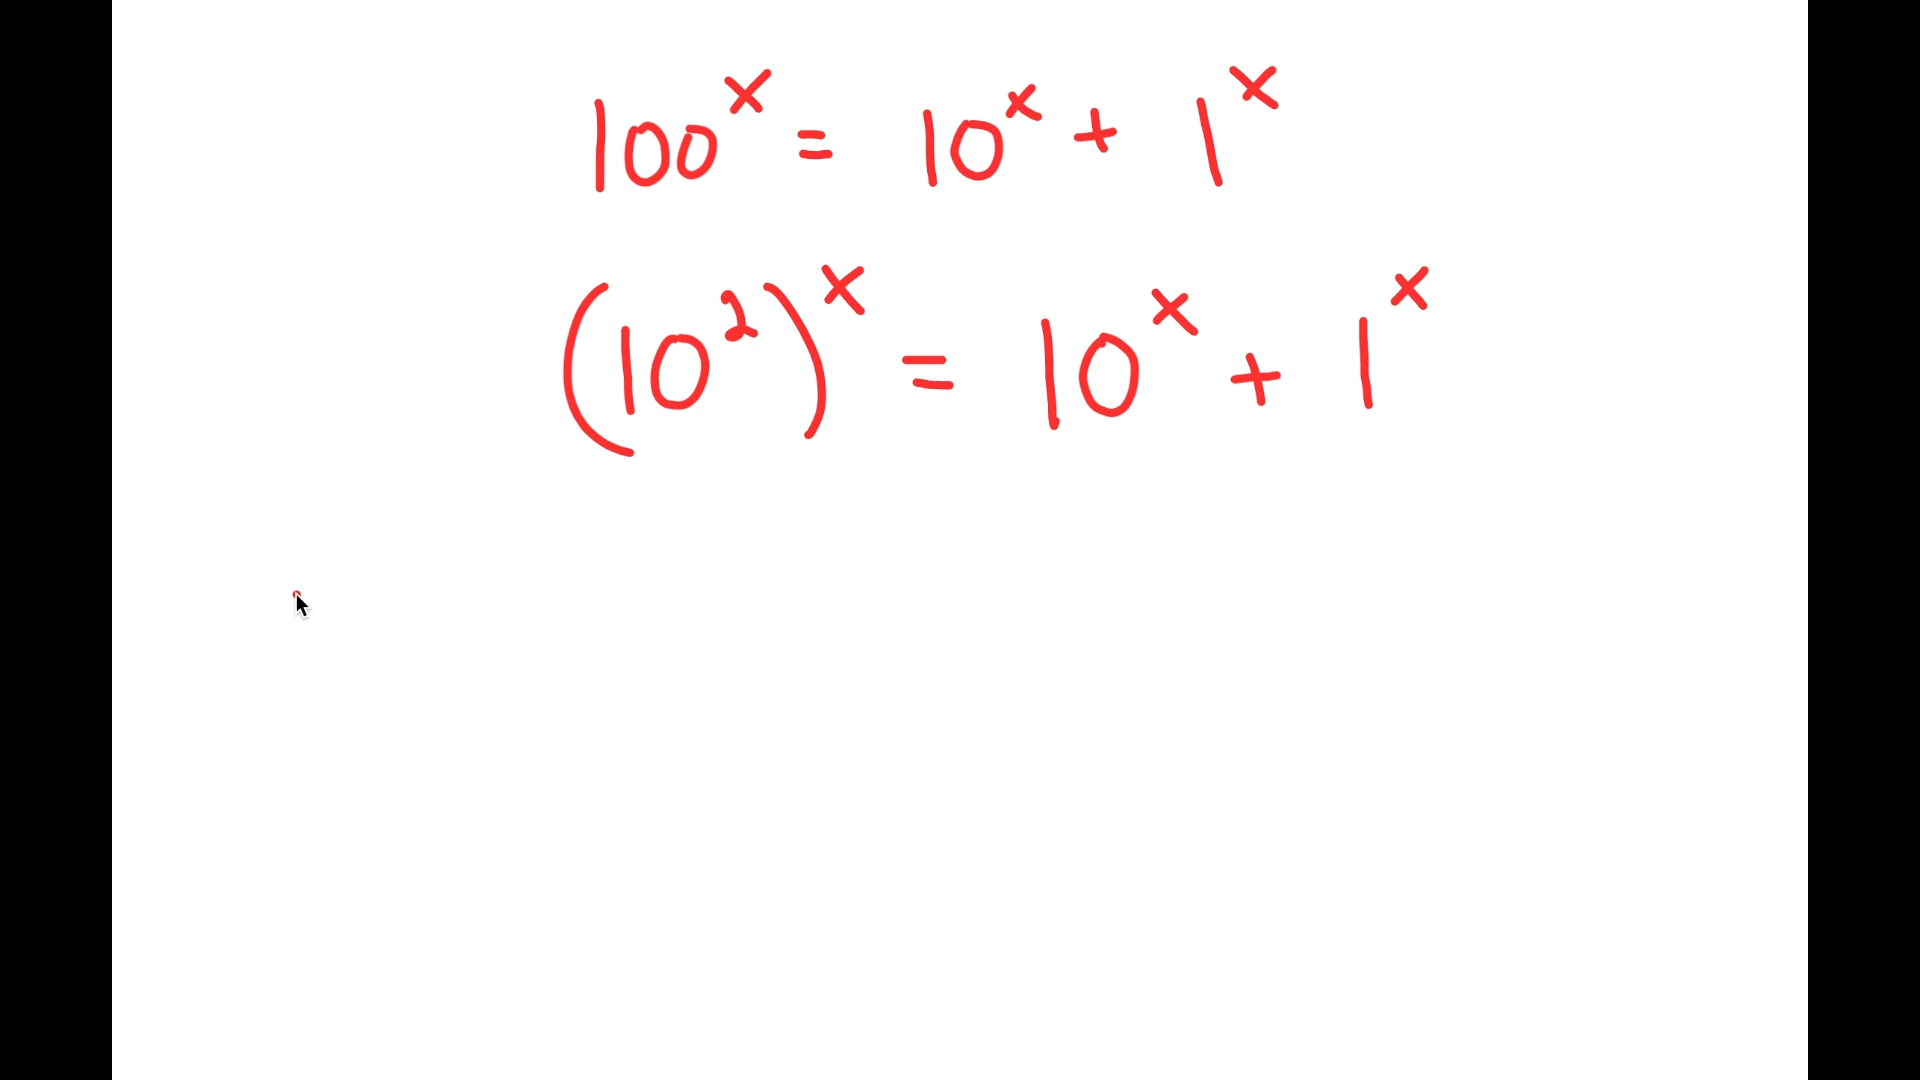 100^x = 10^x + 1^x
(10^2)^x = 10^x + 1^x